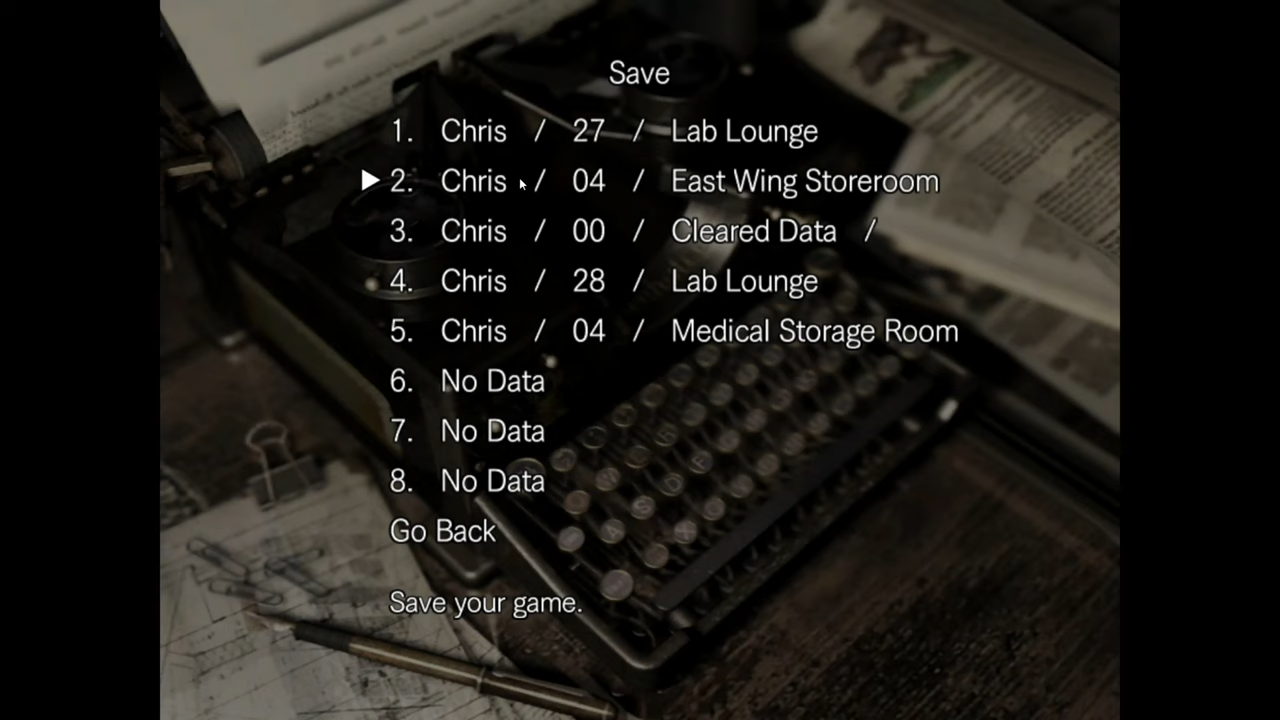 Save
1. Chris / 27 / Lab Lounge
2. Chris / 04 / East Wing Storeroom
3. Chris / 00 / Cleared Data /
4. Chris / 28 / Lab Lounge
5. Chris / 04 / Medical Storage Room
6. No Data
7. No Data
8. No Data
Go Back
Save your game.